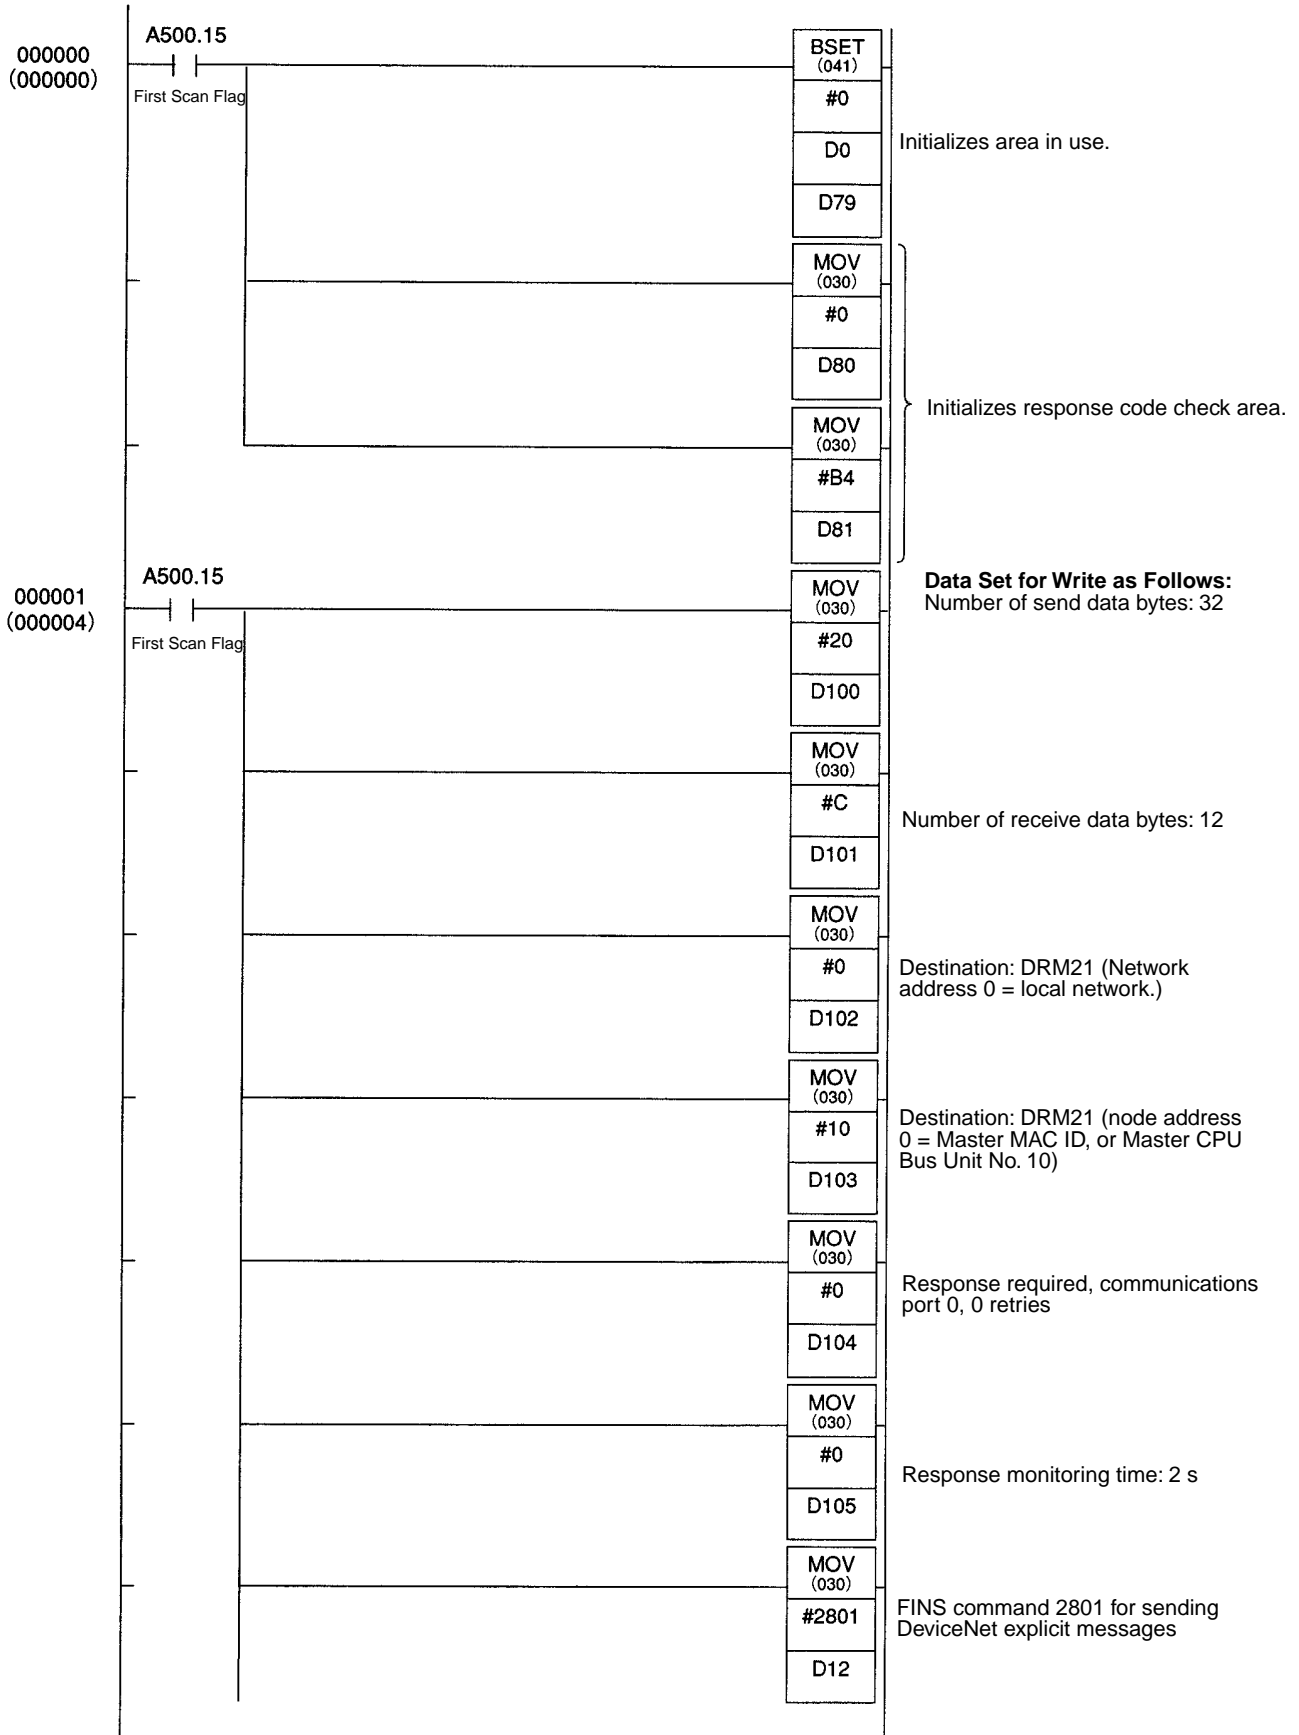 000000
(000000)
A500.15
First Scan Flag
BSET
(041)
#0
D0
D79
Initializes area in use.
MOV
(030)
#0
D80
MOV
(030)
#B4
D81
Initializes response code check area.
000001
(000004)
A500.15
First Scan Flag
MOV
(030)
#20
D100
Data Set for Write as Follows:
Number of send data bytes: 32
MOV
(030)
#C
D101
Number of receive data bytes: 12
MOV
(030)
#0
D102
Destination: DRM21 (Network
address 0 = local network.)
MOV
(030)
#10
D103
Destination: DRM21 (node address
0 = Master MAC ID, or Master CPU
Bus Unit No. 10)
MOV
(030)
#0
D104
Response required, communications
port 0, 0 retries
MOV
(030)
#0
D105
Response monitoring time: 2 s
MOV
(030)
#2801
D12
FINS command 2801 for sending
DeviceNet explicit messages